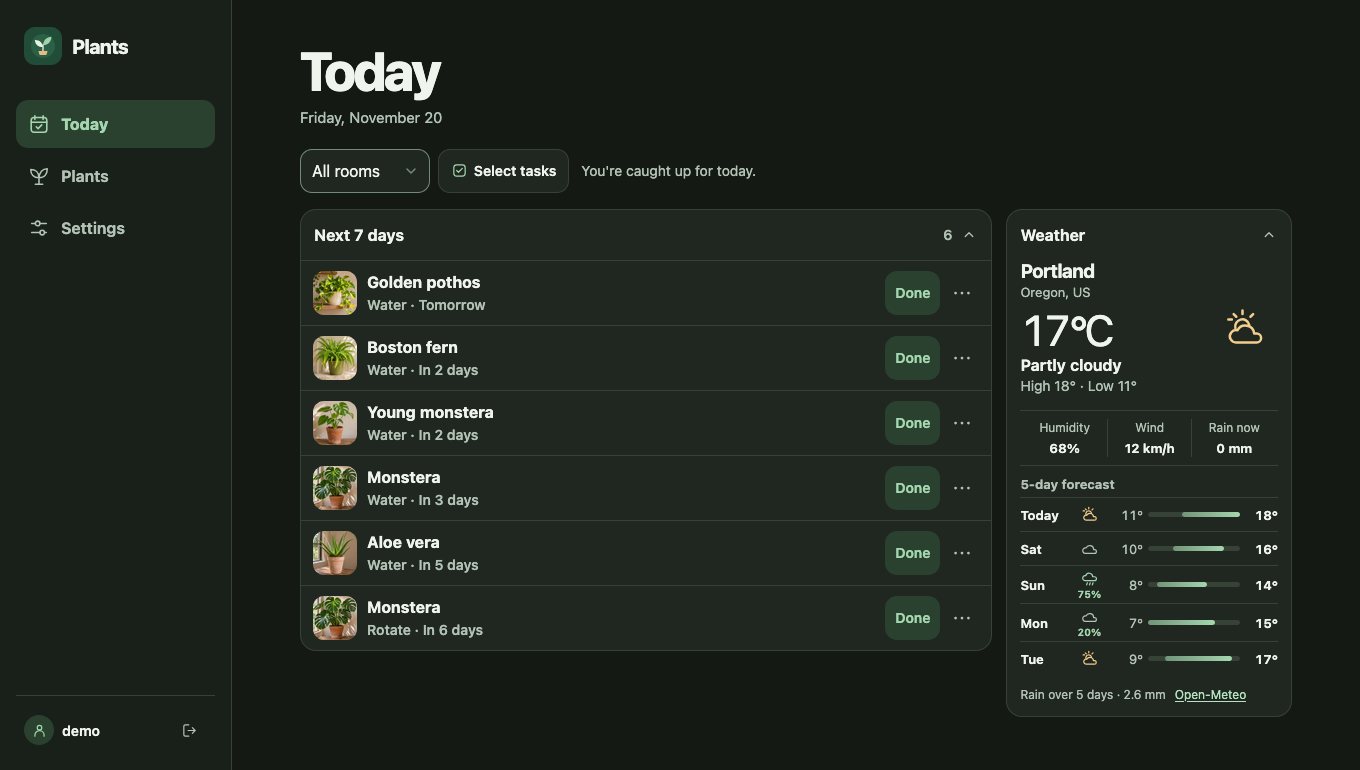 Plants
Today
Plants
Settings
demo
Today
Friday, November 20
All rooms
Select tasks
You're caught up for today.
Next 7 days
6
Golden pothos
Water · Tomorrow
Done
Boston fern
Water · In 2 days
Done
Young monstera
Water · In 2 days
Done
Monstera
Water · In 3 days
Done
Aloe vera
Water · In 5 days
Done
Monstera
Rotate · In 6 days
Done
Weather
Portland
Oregon, US
17°C
Partly cloudy
High 18° · Low 11°
Humidity Wind Rain now
68% 12 km/h 0 mm
5-day forecast
Today 11° 18°
Sat 10° 16°
Sun 75% 8° 14°
Mon 20% 7° 15°
Tue 9° 17°
Rain over 5 days · 2.6 mm Open-Meteo